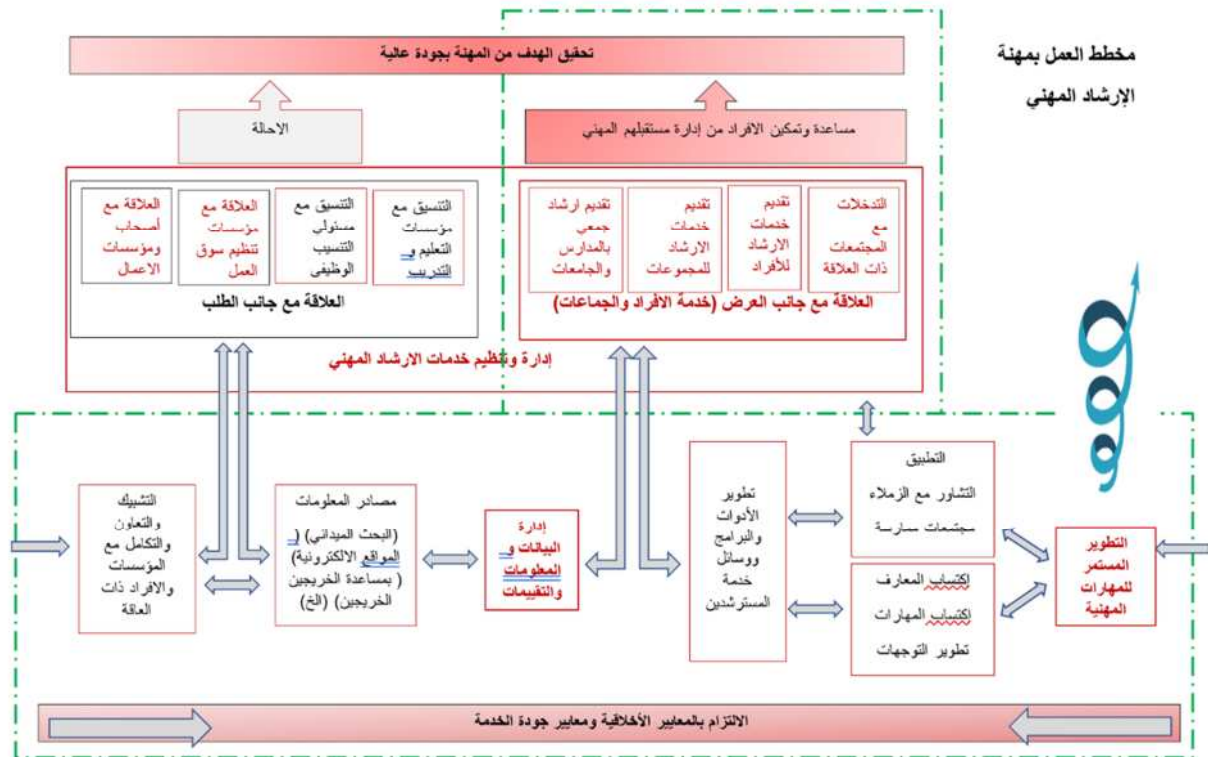 مخطط العمل بمهنة
الإرشاد المهني
تحقيق الهدف من المهنة بجودة عالية
مساعدة وتمكين الافراد من إدارة مستقبلهم المهني
الاحالة
التدخلات
مع
المجتمعات
ذات العلاقة
تقديم
خدمات
الارشاد
للأفراد
تقديم
خدمات
الارشاد
للمجموعات
تقديم ارشاد
جمعي
بالمدارس
والجامعات
العلاقة مع جانب العرض (خدمة الافراد والجماعات)
التنسيق مع
مؤسسات
التعليم و
التدريب
التنسيق مع
مسئولي
التنسيب
الوظيفي
العلاقة مع
مؤسسات
تنظيم سوق
العمل
العلاقة مع
أصحاب
ومؤسسات
الاعمال
العلاقة مع جانب الطلب
إدارة وتنظيم خدمات الارشاد المهني
التطوير
المستمر
للمهارات
المهنية
التطبيق
التشاور مع الزملاء
مجتمعات ممارسة
إكتساب المعارف
إكتساب المهارات
تطوير التوجهات
تطوير
الأدوات
والبرامج
ووسائل
خدمة
المسترشدين
إدارة
البيانات و
المعلومات
والتقييمات
مصادر المعلومات
(البحث الميداني) (
المواقع الالكترونية)
( بمساعدة الخريجين
الخريجين) (الخ)
التشبيك
والتعاون
والتكامل مع
المؤسسات
والافراد ذات
العاقة
الالتزام بالمعايير الأخلاقية ومعايير جودة الخدمة